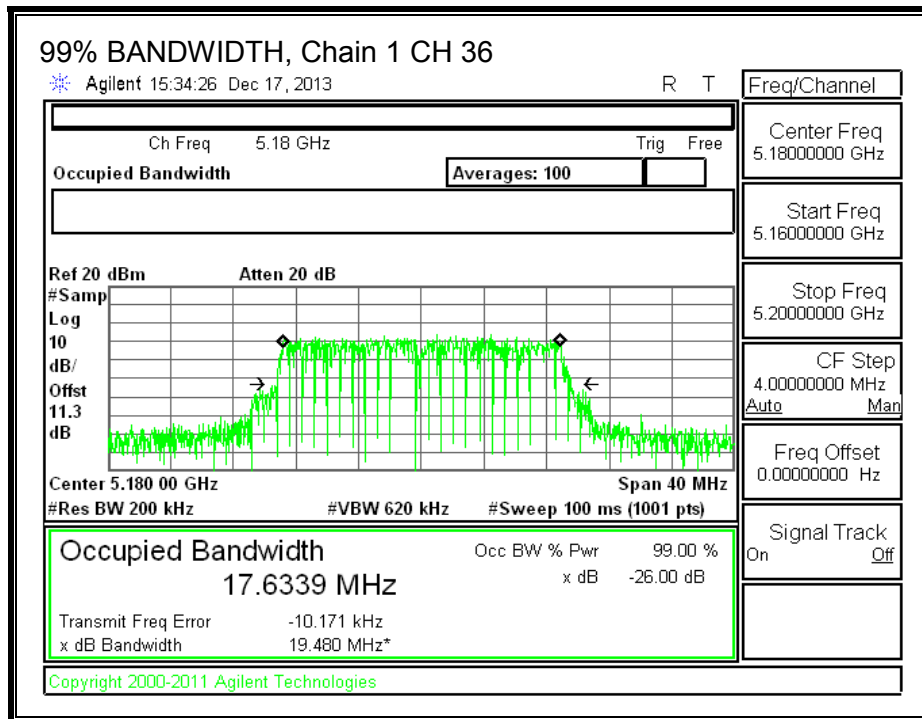 99% BANDWIDTH, Chain 1 CH 36
Agilent 15:34:26 Dec 17, 2013 R T
Freq/Channel
Ch Freq 5.18 GHz Trig Free
Occupied Bandwidth Averages: 100
Center Freq
5.18000000 GHz
Start Freq
5.16000000 GHz
Stop Freq
5.20000000 GHz
CF Step
4.00000000 MHz
Auto Man
Freq Offset
0.00000000 Hz
Signal Track
On Off
Ref 20 dBm Atten 20 dB
#Samp
Log
10
dB/
Offst
11.3
dB
Center 5.180 00 GHz Span 40 MHz
#Res BW 200 kHz #VBW 620 kHz #Sweep 100 ms (1001 pts)
Occupied Bandwidth Occ BW % Pwr 99.00 %
17.6339 MHz x dB -26.00 dB
Transmit Freq Error -10.171 kHz
x dB Bandwidth 19.480 MHz*
Copyright 2000-2011 Agilent Technologies